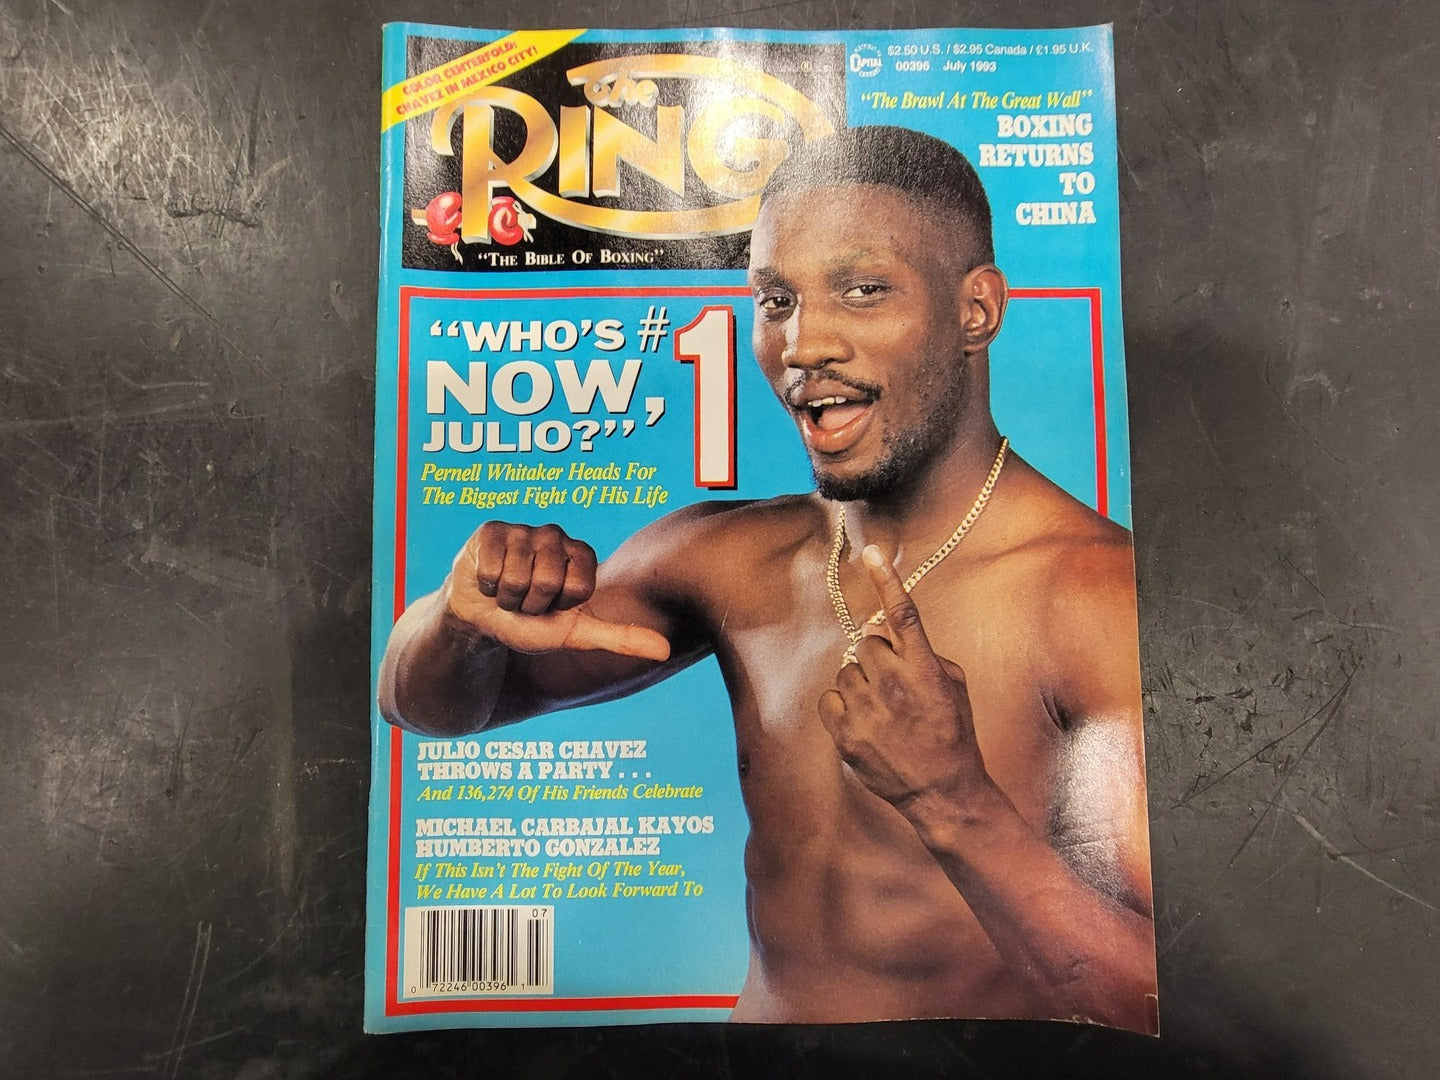 COLOR CENTERFOLD:
CHAVEZ IN MEXICO CITY!
The
RING
®
"THE BIBLE OF BOXING"
CAPITAL
$2.50 U.S. / $2.95 Canada / £1.95 U.K.
00396 July 1993
"The Brawl At The Great Wall"
BOXING
RETURNS
TO
CHINA
"WHO'S #1
NOW,
JULIO?"
Pernell Whitaker Heads For
The Biggest Fight Of His Life
JULIO CESAR CHAVEZ
THROWS A PARTY . . .
And 136,274 Of His Friends Celebrate
MICHAEL CARBAJAL KAYOS
HUMBERTO GONZALEZ
If This Isn't The Fight Of The Year,
We Have A Lot To Look Forward To
07
0 72246 00396 1